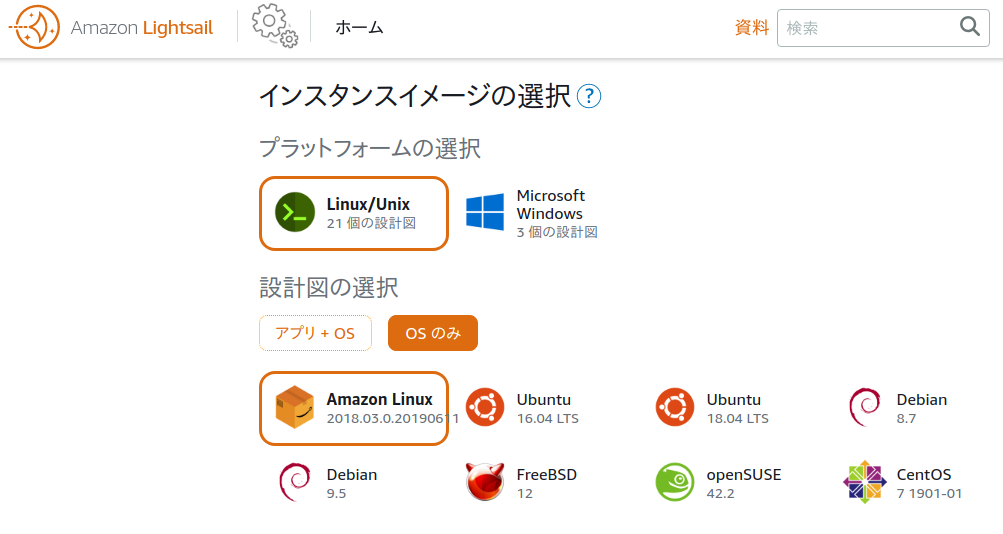 Amazon Lightsail
ホーム
資料
検索
インスタンスイメージの選択 ?
プラットフォームの選択
Linux/Unix
21 個の設計図
Microsoft
Windows
3 個の設計図
設計図の選択
アプリ + OS
OS のみ
Amazon Linux
2018.03.0.20190611
Ubuntu
16.04 LTS
Ubuntu
18.04 LTS
Debian
8.7
Debian
9.5
FreeBSD
12
openSUSE
42.2
CentOS
7 1901-01